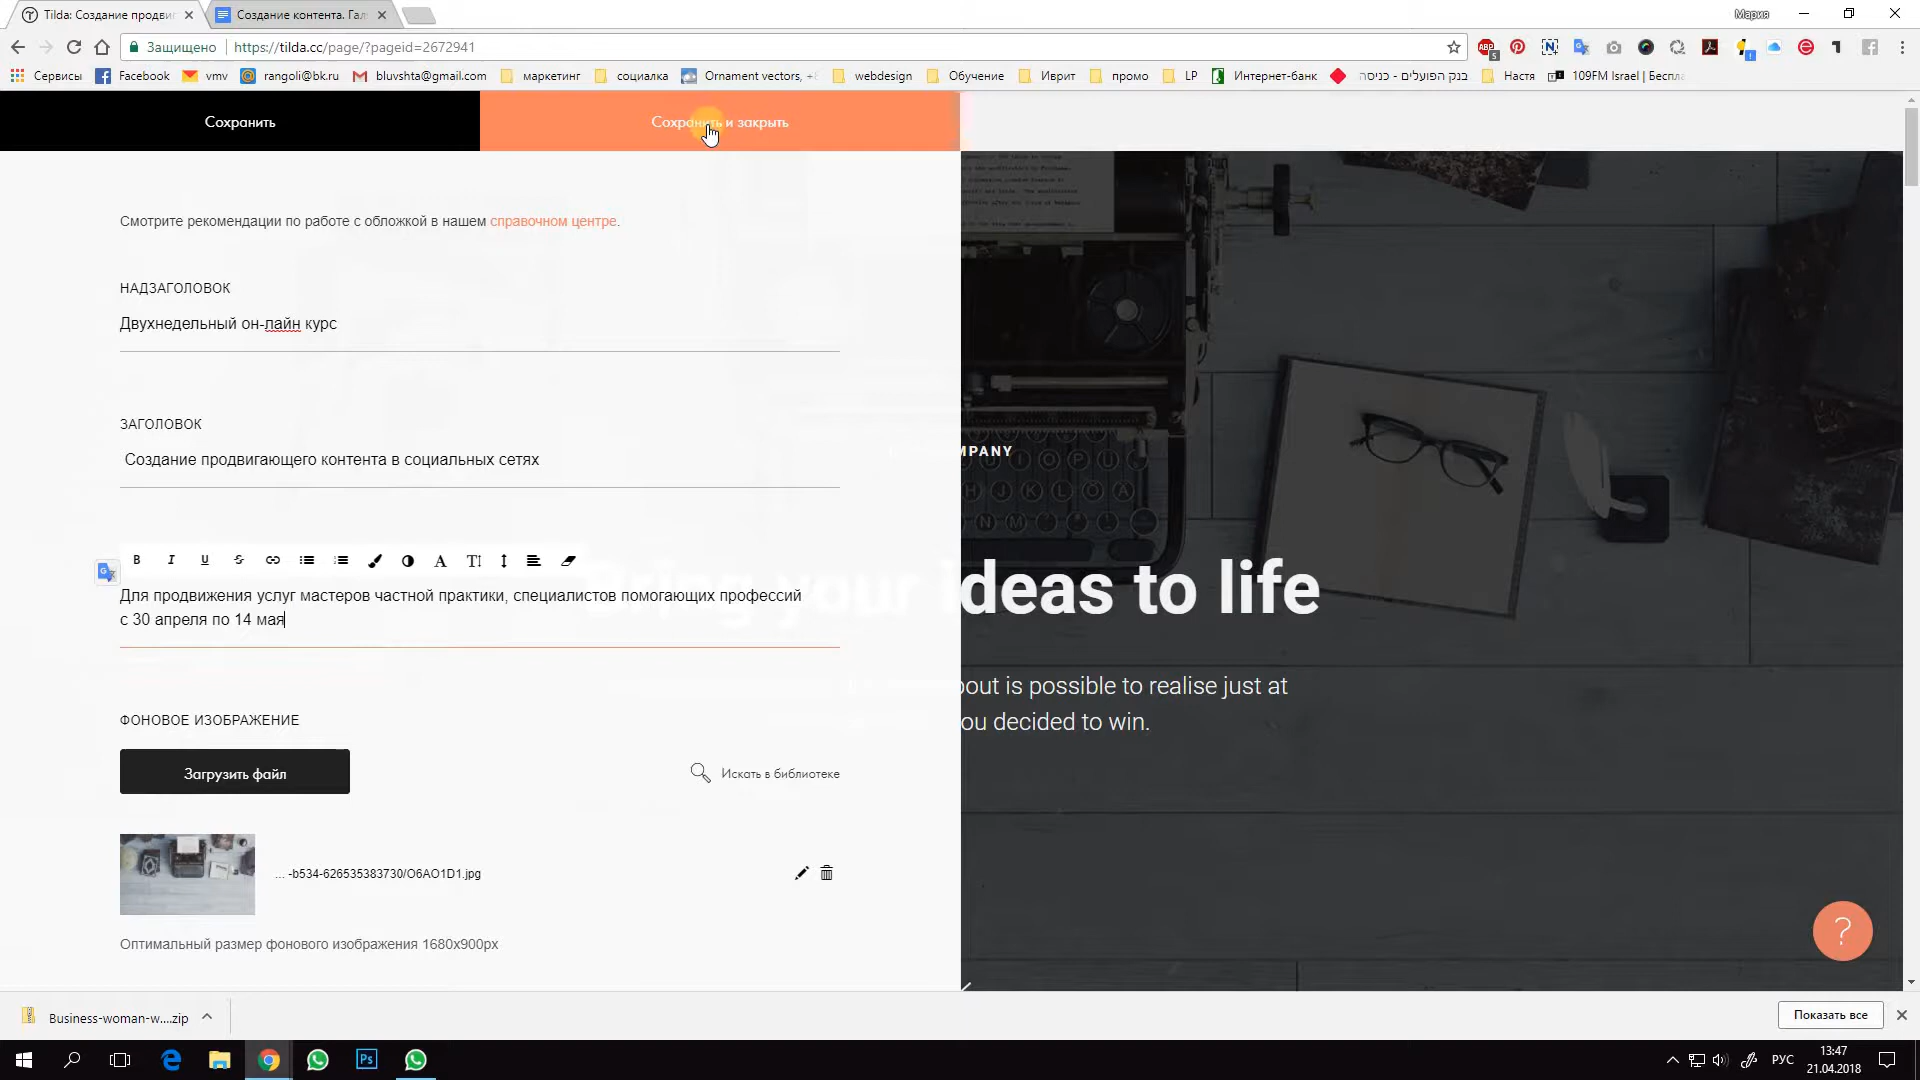 Tilda: Создание продви
Создание контента. Гал
Мария
Защищено
https://tilda.cc/page/?pageid=2672941
Сервисы
Facebook
vmv
rangoli@bk.ru
bluvshta@gmail.com
маркетинг
социалка
Ornament vectors, +
webdesign
Обучение
Иврит
промо
LP
Интернет-банк
בנק הפועלים - כניסה
Настя
109FM Israel | Беспл
Сохранить
Сохранить и закрыть
Смотрите рекомендации по работе с обложкой в нашем справочном центре.
НАДЗАГОЛОВОК
Двухнедельный он-лайн курс
ЗАГОЛОВОК
Создание продвигающего контента в социальных сетях
MPANY
Для продвижения услуг мастеров частной практики, специалистов помогающих профессий
с 30 апреля по 14 мая
Bring your ideas to life
out is possible to realise just at
ou decided to win.
ФОНОВОЕ ИЗОБРАЖЕНИЕ
Загрузить файл
Искать в библиотеке
... -b534-626535383730/O6AO1D1.jpg
Оптимальный размер фонового изображения 1680x900px
?
Business-woman-w....zip
Показать все
Ps
РУС
13:47
21.04.2018